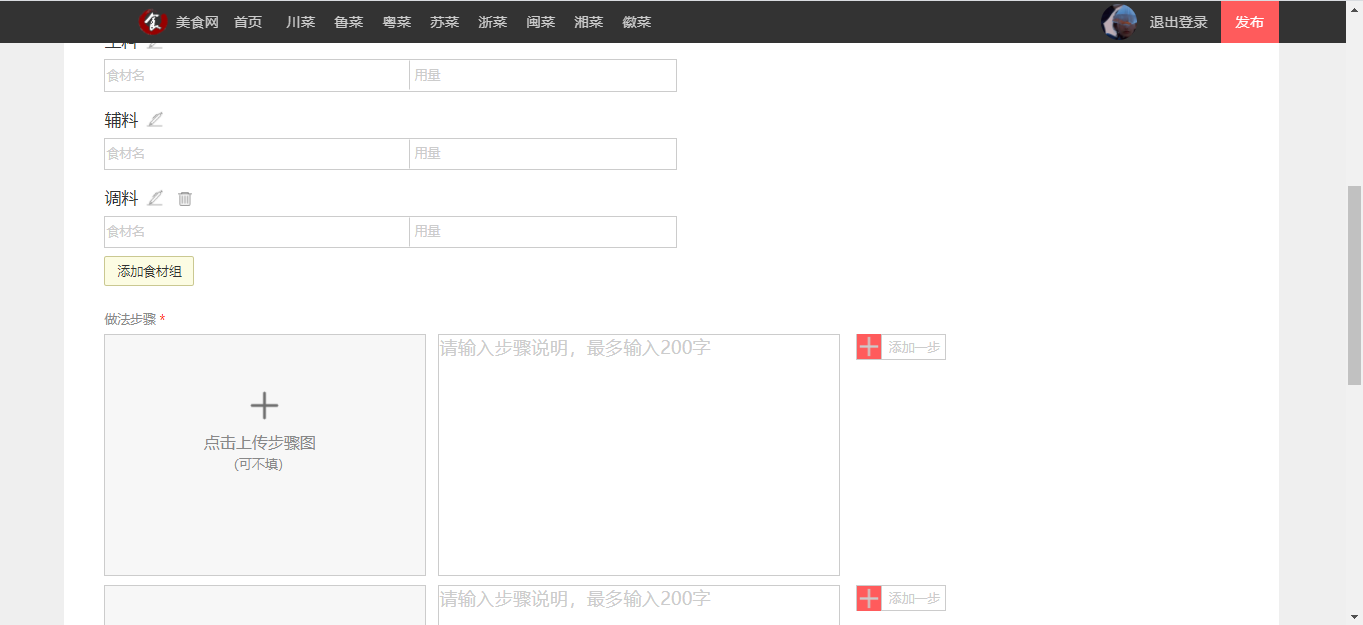 食 美食网 首页 川菜 鲁菜 粤菜 苏菜 浙菜 闽菜 湘菜 徽菜 退出登录 发布
食材名 用量
辅料
食材名 用量
调料
食材名 用量
添加食材组
做法步骤 *
请输入步骤说明，最多输入200字
添加一步
点击上传步骤图
(可不填)
请输入步骤说明，最多输入200字
添加一步